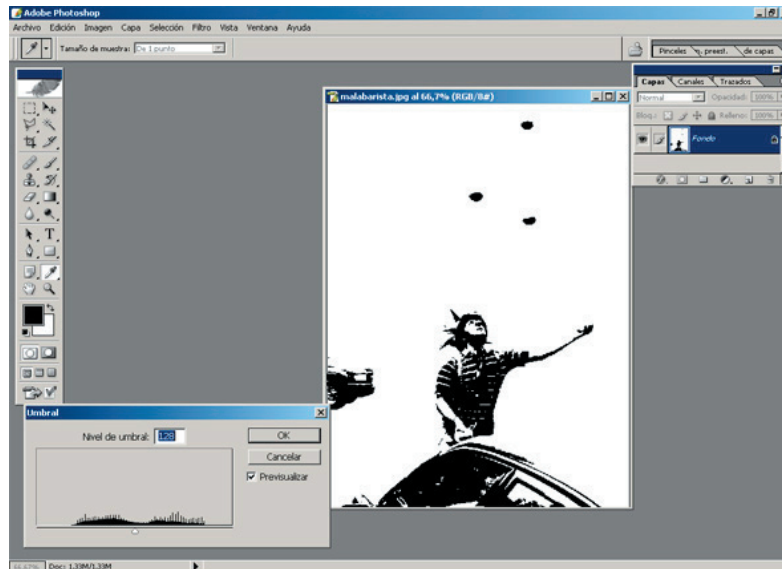 Adobe Photoshop
Archivo Edición Imagen Capa Selección Filtro Vista Ventana Ayuda
Tamaño de muestra: De 1 punto
Pinceles preest. de capas
malabarista.jpg al 66,7% (RGB/8#)
Capas Canales Trazados
Normal Opacidad: 100%
Bloq.: Relleno: 100%
Fondo
T
Umbral
Nivel de umbral: 128
OK
Cancelar
Previsualizar
66,67% Doc: 1,33M/1,33M